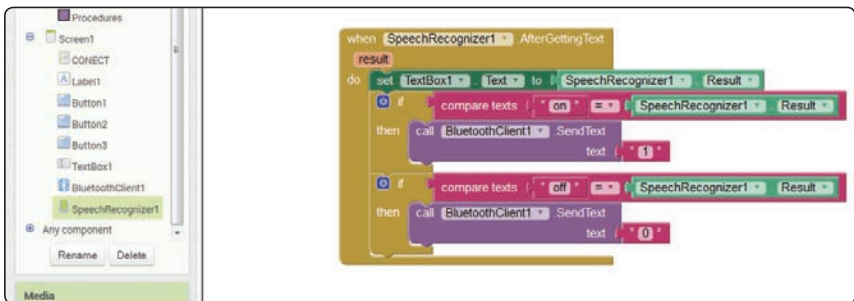 Procedures
Screen1
CONECT
Label1
Button1
Button2
Button3
TextBox1
BluetoothClient1
SpeechRecognizer1
Any component
Rename Delete
Media
when SpeechRecognizer1 .AfterGettingText
result
do set TextBox1 . Text to SpeechRecognizer1 . Result
if compare texts " on " = SpeechRecognizer1 . Result
then call BluetoothClient1 .SendText
text " 1 "
if compare texts " off " = SpeechRecognizer1 . Result
then call BluetoothClient1 .SendText
text " 0 "